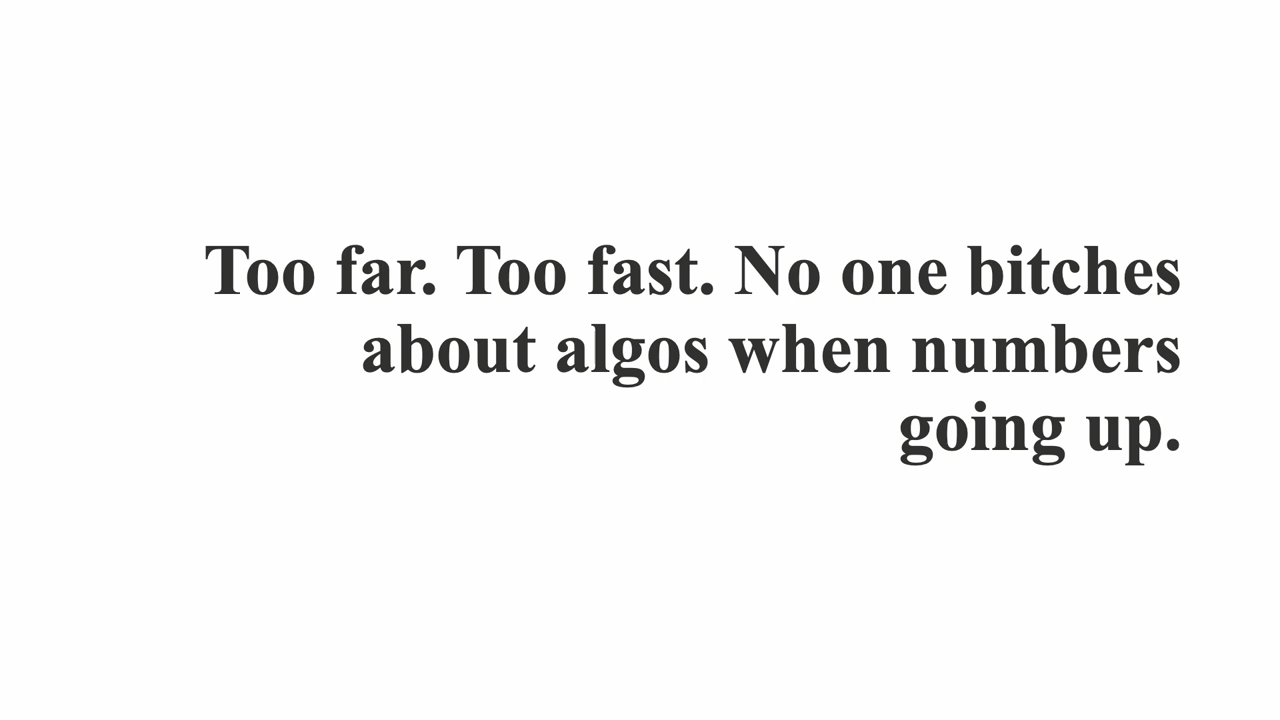 Too far. Too fast. No one bitches
about algos when numbers
going up.